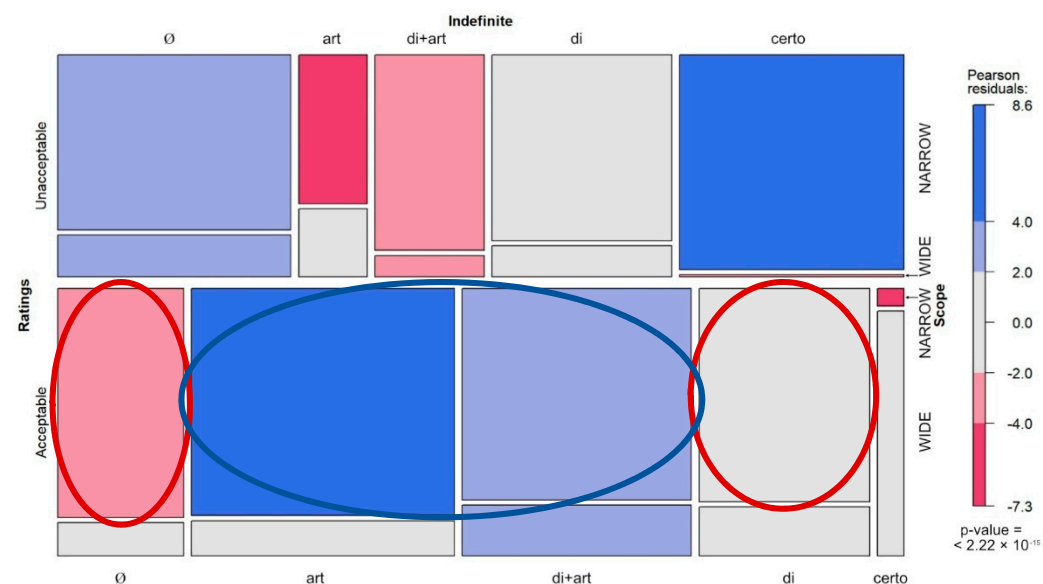 Indefinite
Ø art di+art di certo
Pearson
residuals:
8.6
4.0
2.0
0.0
-2.0
-4.0
-7.3
p-value =
< 2.22 × 10⁻¹⁵
Ratings
Unacceptable
Acceptable
NARROW
WIDE
NARROW
WIDE
Scope
Ø art di+art di certo